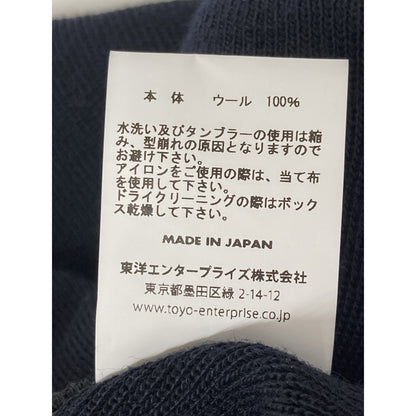 本体 ウール 100%
水洗い及びタンブラーの使用は縮
み、型崩れの原因となりますので
お避け下さい。
アイロンをご使用の際は、当て布
を使用して下さい。
ドライクリーニングの際はボック
ス乾燥して下さい。
MADE IN JAPAN
東洋エンタープライズ株式会社
東京都墨田区緑 2-14-12
www.toyo-enterprise.co.jp